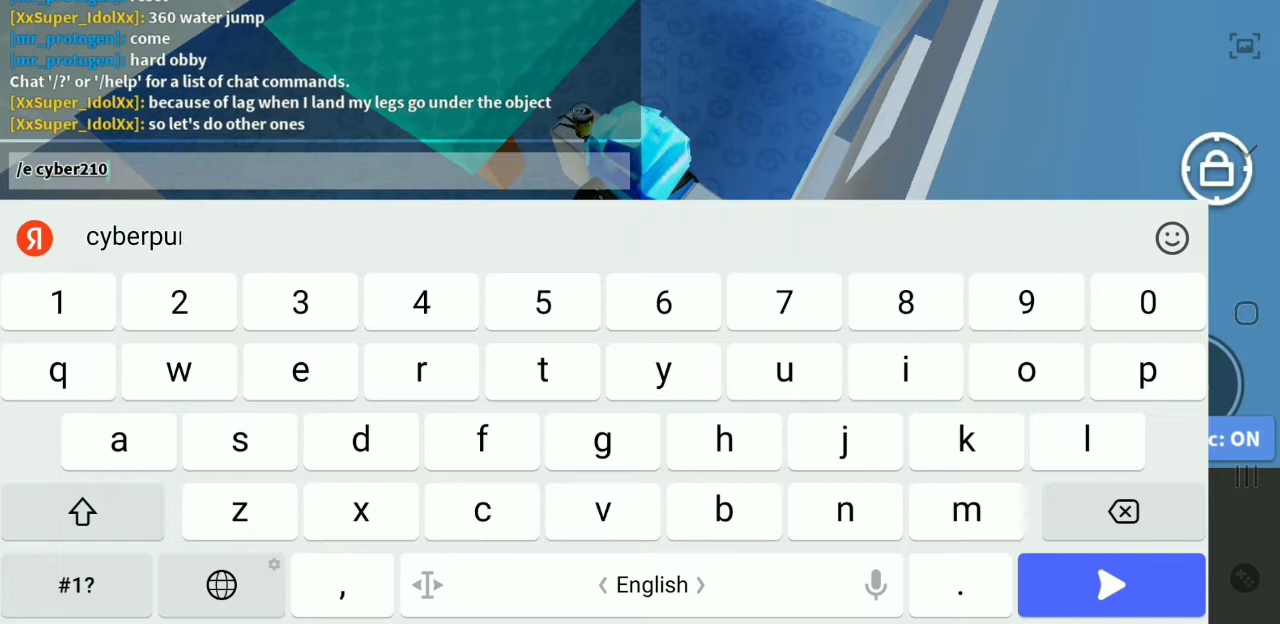 [XxSuper_IdolXx]: 360 water jump
[mr_protogen]: come
[mr_protogen]: hard obby
Chat '/?' or '/help' for a list of chat commands.
[XxSuper_IdolXx]: because of lag when I land my legs go under the object
[XxSuper_IdolXx]: so let's do other ones
/e cyber210
Я cyberpu
1 2 3 4 5 6 7 8 9 0
q w e r t y u i o p
a s d f g h j k l
c: ON
z x c v b n m
#1? , English .